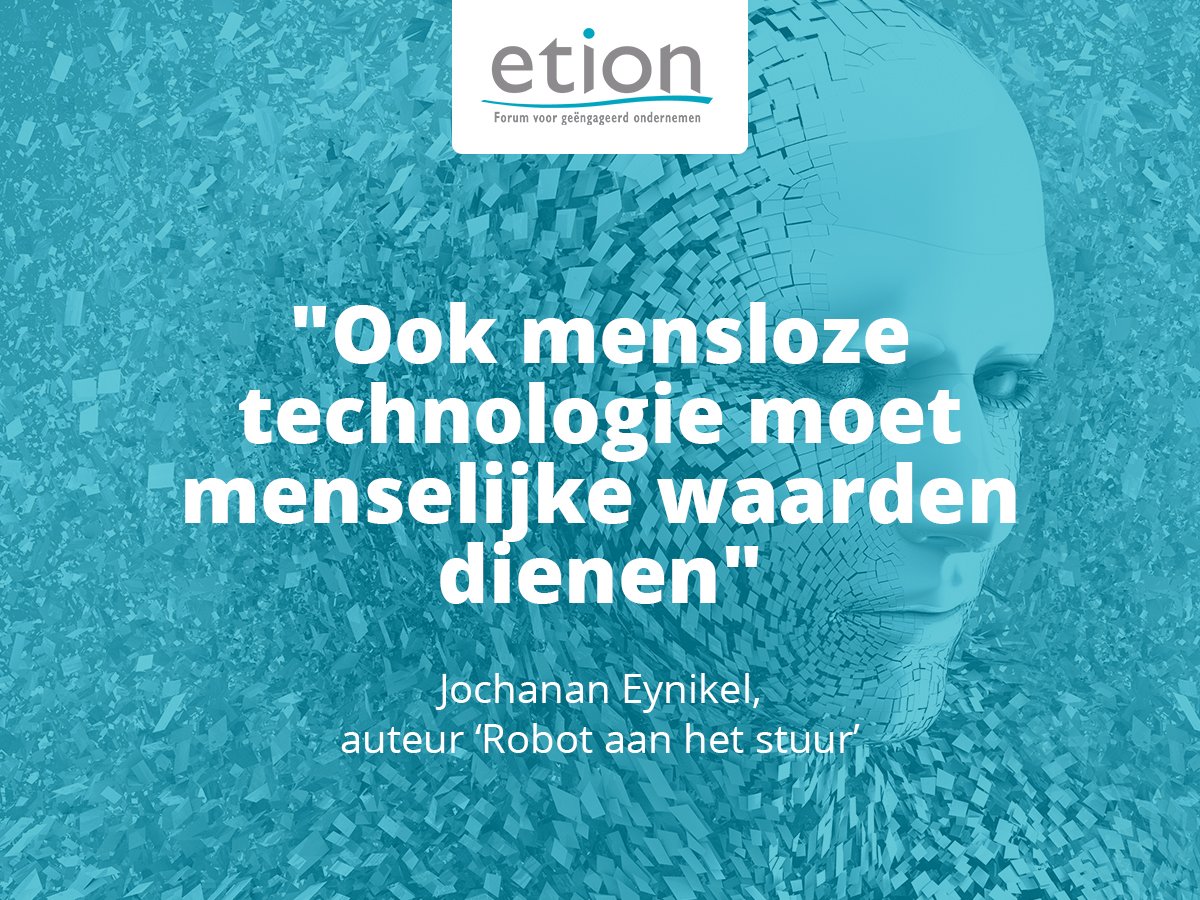 etion
Forum voor geëngageerd ondernemen
"Ook mensloze
technologie moet
menselijke waarden
dienen"
Jochanan Eynikel,
auteur ‘Robot aan het stuur’